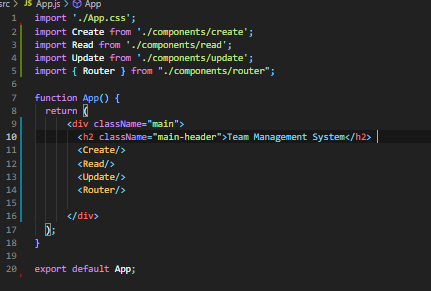 src > App.js > App
1 import './App.css';
2 import Create from './components/create';
3 import Read from './components/read';
4 import Update from './components/update';
5 import { Router } from "./components/router";
6
7 function App() {
8 return (
9 <div className="main">
10 <h2 className="main-header">Team Management System</h2>
11 <Create/>
12 <Read/>
13 <Update/>
14 <Router/>
15
16 </div>
17 );
18 }
19
20 export default App;